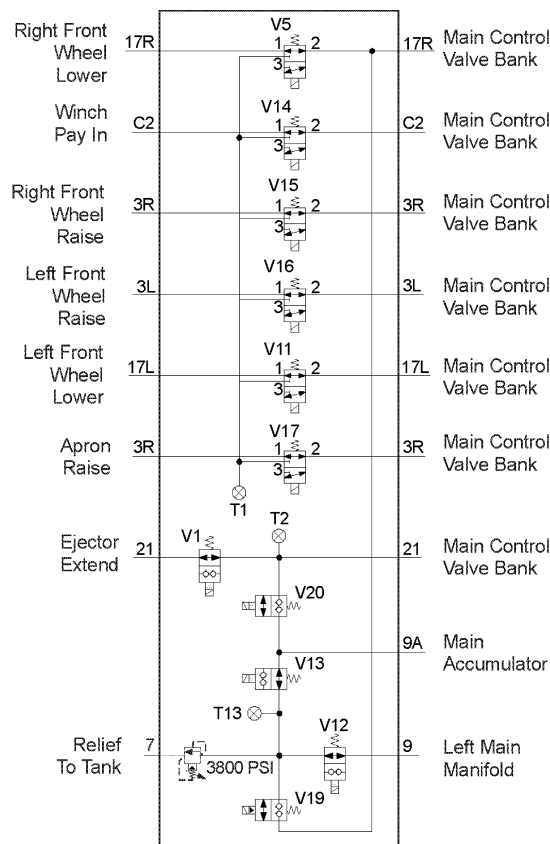 V5
Right Front
Wheel
Lower
17R
1
2
3
17R
Main Control
Valve Bank
V14
Winch
Pay In
C2
1
2
3
C2
Main Control
Valve Bank
V15
Right Front
Wheel
Raise
3R
1
2
3
3R
Main Control
Valve Bank
V16
Left Front
Wheel
Raise
3L
1
2
3
3L
Main Control
Valve Bank
V11
Left Front
Wheel
Lower
17L
1
2
3
17L
Main Control
Valve Bank
V17
Apron
Raise
3R
1
2
3
3R
Main Control
Valve Bank
T1
T2
V1
Ejector
Extend
21
21
Main Control
Valve Bank
V20
9A
Main
Accumulator
V13
T13
V12
Relief
To Tank
7
3800 PSI
9
Left Main
Manifold
V19